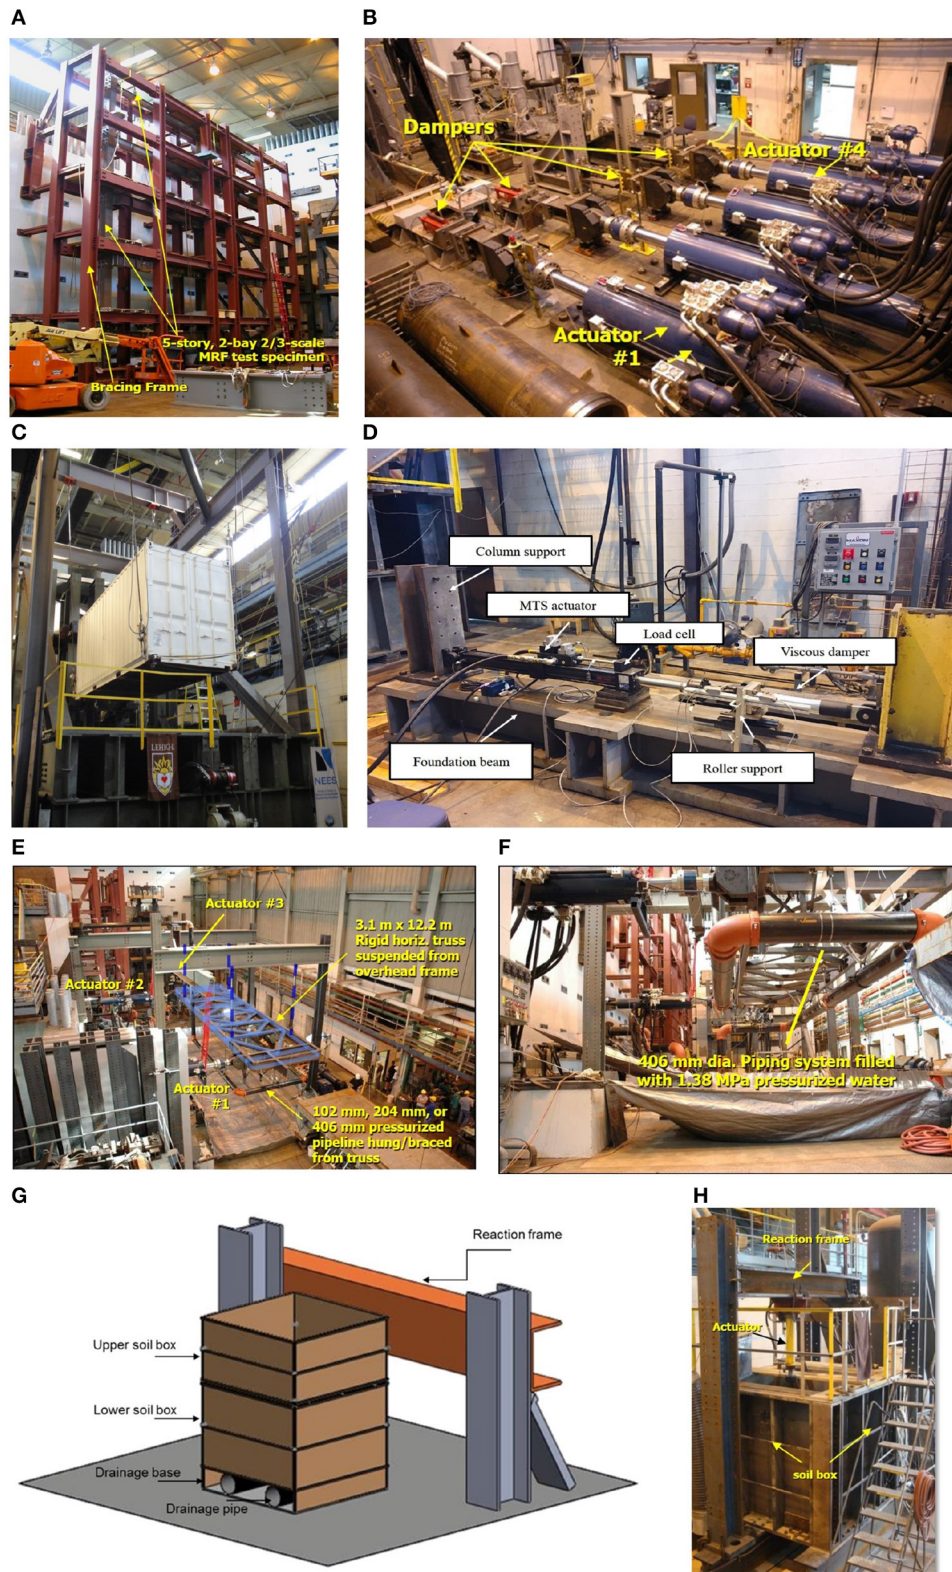 A
5-story, 2-bay 2/3-scale
MRF test specimen
Bracing Frame
B
Dampers
Actuator #4
Actuator
#1
C
LEHIGH
NEES
D
Column support
MTS actuator
Load cell
Viscous damper
Foundation beam
Roller support
E
Actuator #3
3.1 m x 12.2 m
Rigid horiz. truss
suspended from
overhead frame
Actuator #2
Actuator
#1
102 mm, 204 mm, or
406 mm pressurized
pipeline hung/braced
from truss
F
406 mm dia. Piping system filled
with 1.38 MPa pressurized water
G
Reaction frame
Upper soil box
Lower soil box
Drainage base
Drainage pipe
H
Reaction frame
Actuator
soil box